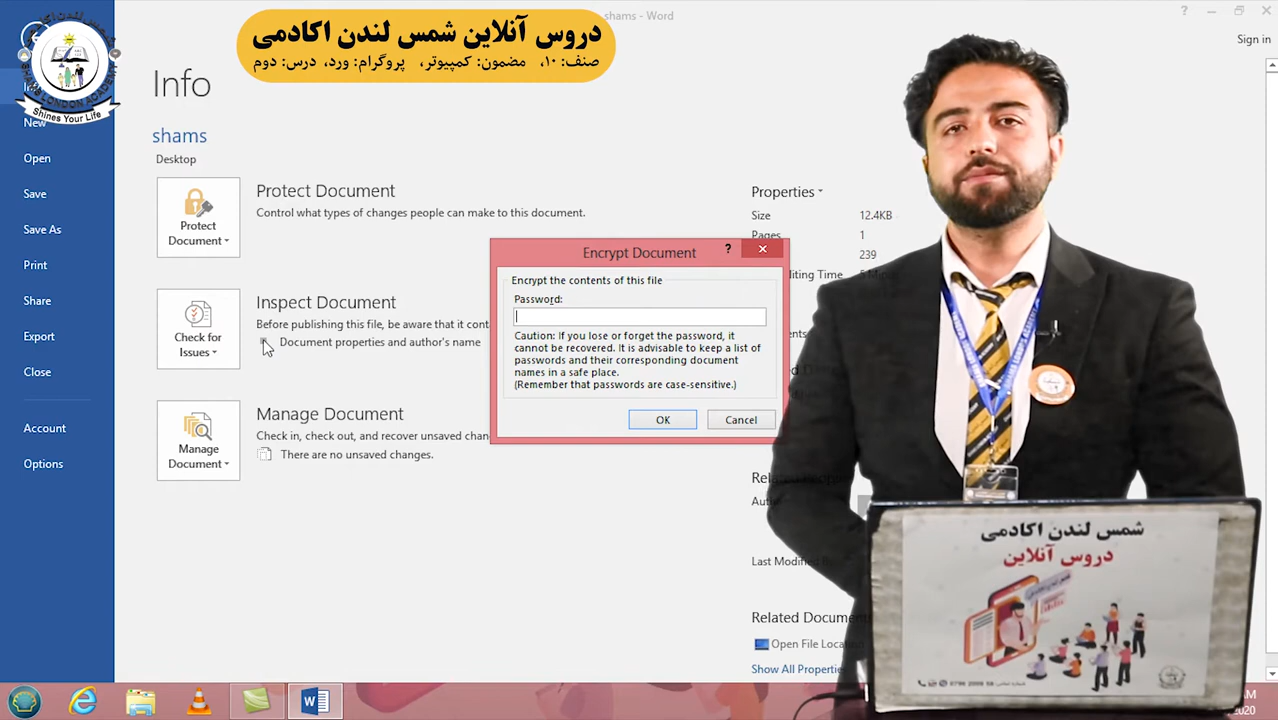 دروس آنلاین شمس لندن اکادمی
صنف: ۱۰، مضمون: کمپیوتر، پروگرام: ورد، درس: دوم
shams - Word
Sign in
SHAMS LONDON ACADEMY
Shines Your Life
New
Open
Save
Save As
Print
Share
Export
Close
Account
Options
Info
shams
Desktop
Protect Document
Control what types of changes people can make to this document.
Protect
Document
Inspect Document
Before publishing this file, be aware that it
Document properties and author's name
Check for
Issues
Manage Document
Check in, check out, and recover unsaved
There are no unsaved changes.
Manage
Document
Encrypt Document
?
Encrypt the contents of this file
Password:
Caution: If you lose or forget the password, it
cannot be recovered. It is advisable to keep a list of
passwords and their corresponding document
names in a safe place.
(Remember that passwords are case-sensitive.)
OK
Cancel
Properties
Size 12.4KB
Pages 1
239
Time 5
Last Modified
Related
Open File
Show All
شمس لندن اکادمی
دروس آنلاین
2020